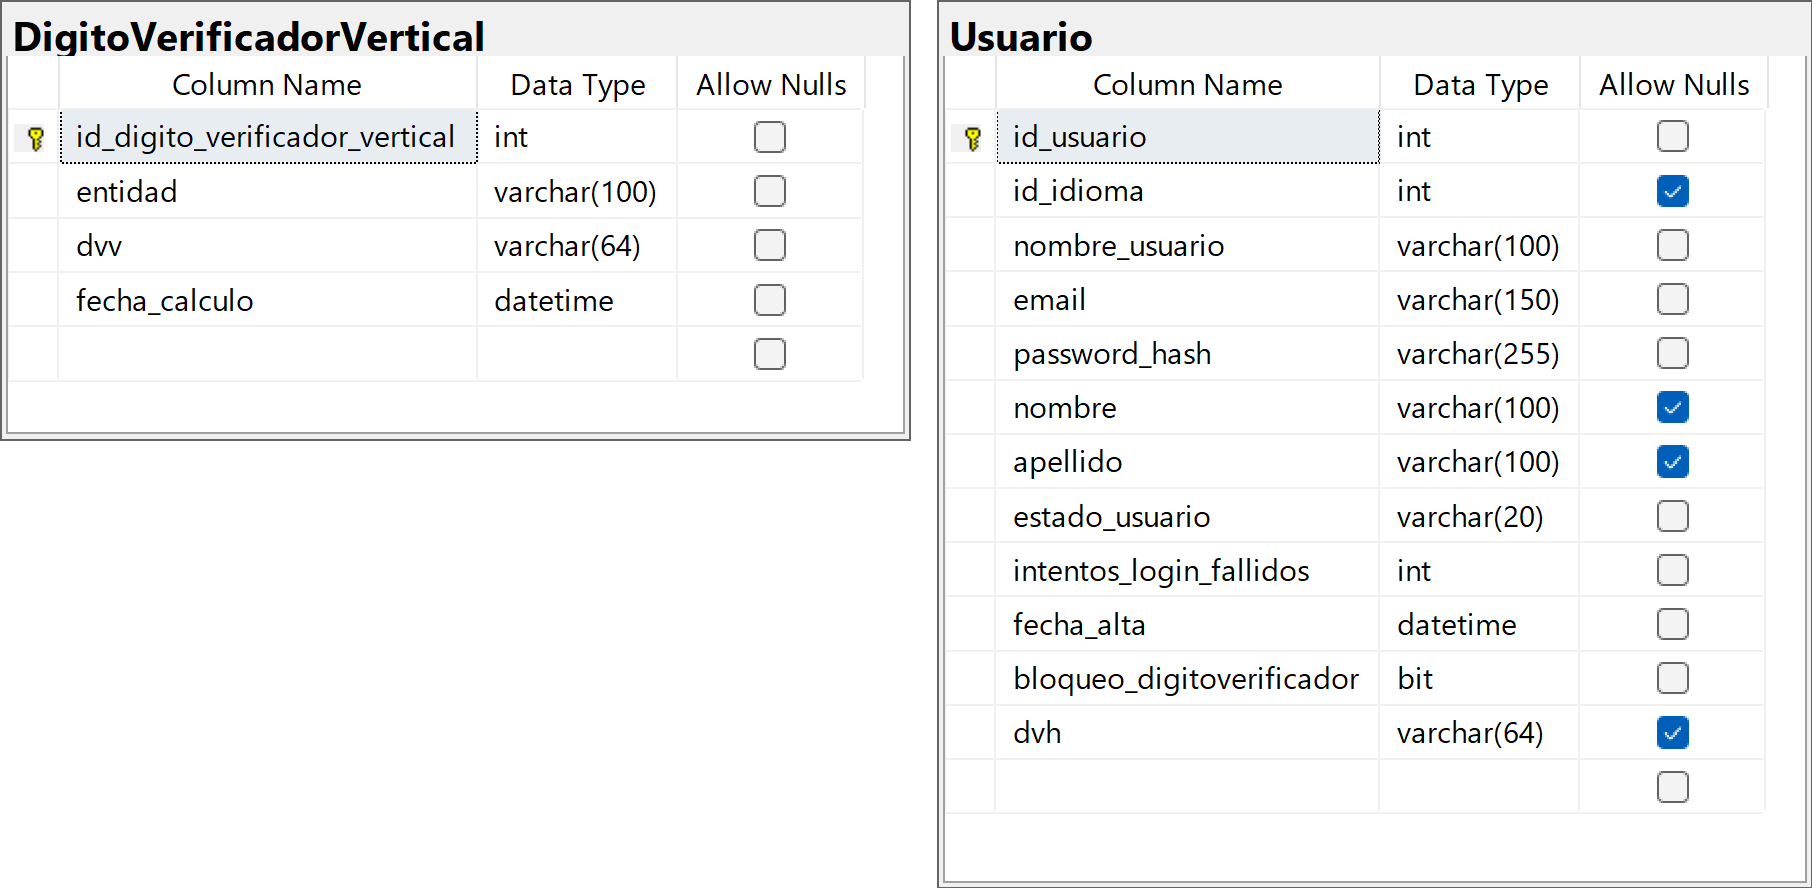 DigitoVerificadorVertical
Column Name Data Type Allow Nulls
id_digito_verificador_vertical int
entidad varchar(100)
dvv varchar(64)
fecha_calculo datetime
Usuario
Column Name Data Type Allow Nulls
id_usuario int
id_idioma int
nombre_usuario varchar(100)
email varchar(150)
password_hash varchar(255)
nombre varchar(100)
apellido varchar(100)
estado_usuario varchar(20)
intentos_login_fallidos int
fecha_alta datetime
bloqueo_digitoverificador bit
dvh varchar(64)